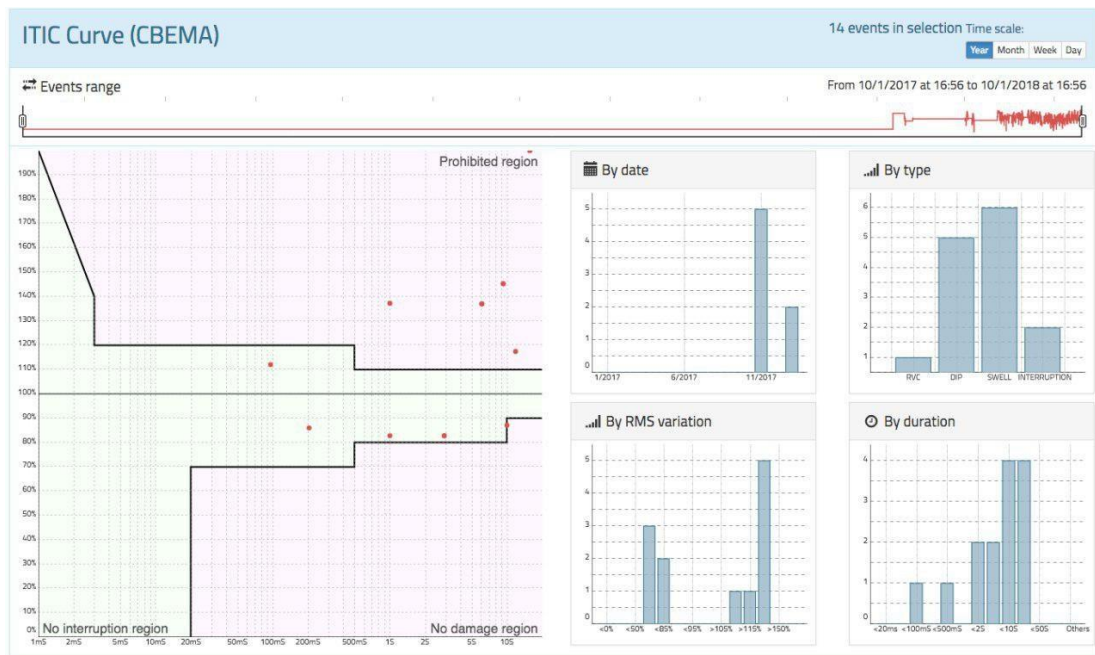 ITIC Curve (CBEMA)
14 events in selection Time scale:
Year Month Week Day
Events range
From 10/1/2017 at 16:56 to 10/1/2018 at 16:56
Prohibited region
190%
180%
170%
160%
150%
140%
130%
120%
110%
100%
90%
80%
70%
60%
50%
40%
30%
20%
10%
0%
No interruption region
No damage region
1mS 2mS 5mS 10mS 20mS 50mS 100mS 200mS 500mS 1S 2S 5S 10S
By date
5
4
3
2
1
0
1/2017 6/2017 11/2017
By type
6
5
4
3
2
1
RVC DIP SWELL INTERRUPTION
By RMS variation
5
4
3
2
1
0
<0% <50% <85% <95% >105% >115% >150%
By duration
4
3
2
1
0
<20ms <100mS <500mS <2S <10S <50S Others